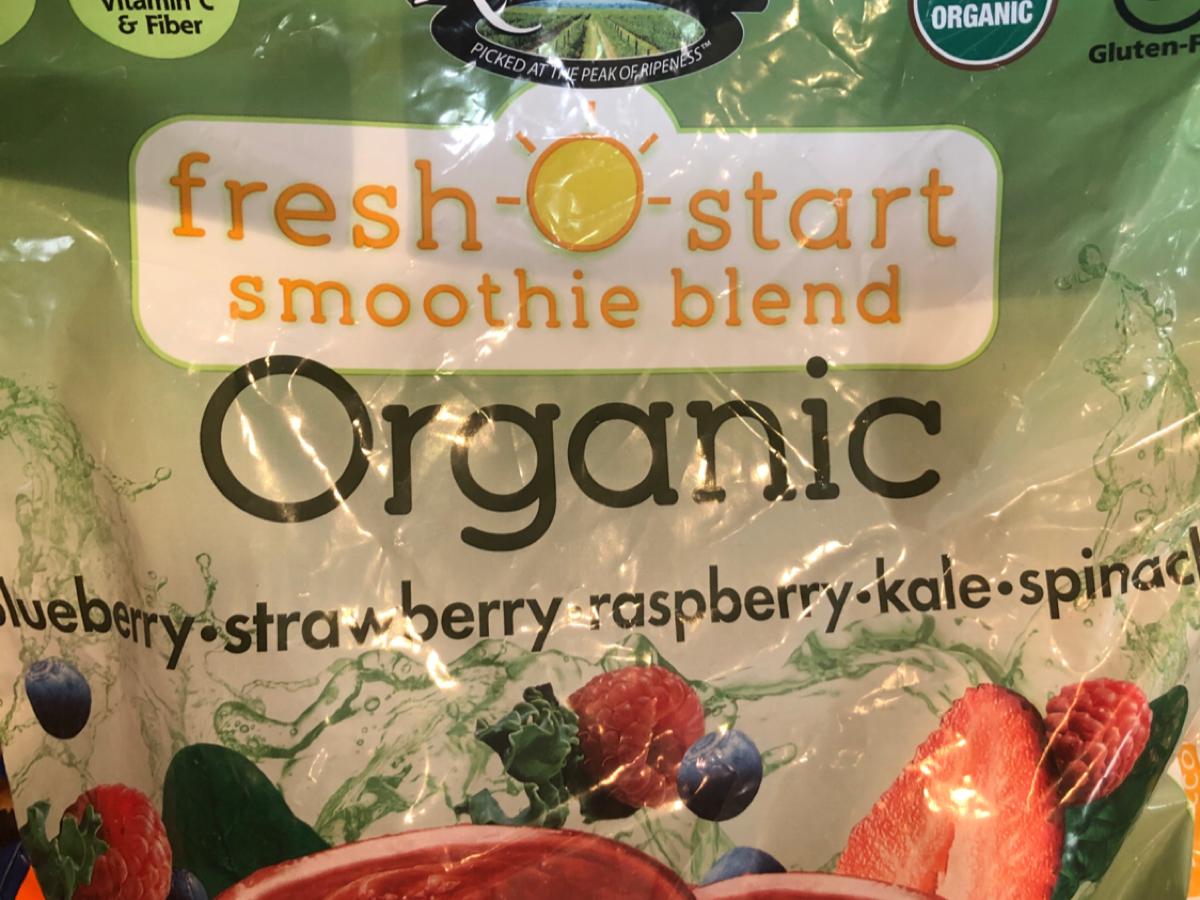 Vitamin C
& Fiber
PICKED AT THE PEAK OF RIPENESS™
ORGANIC
Gluten-F
fresh-start
smoothie blend
Organic
blueberry•strawberry•raspberry•kale•spinach